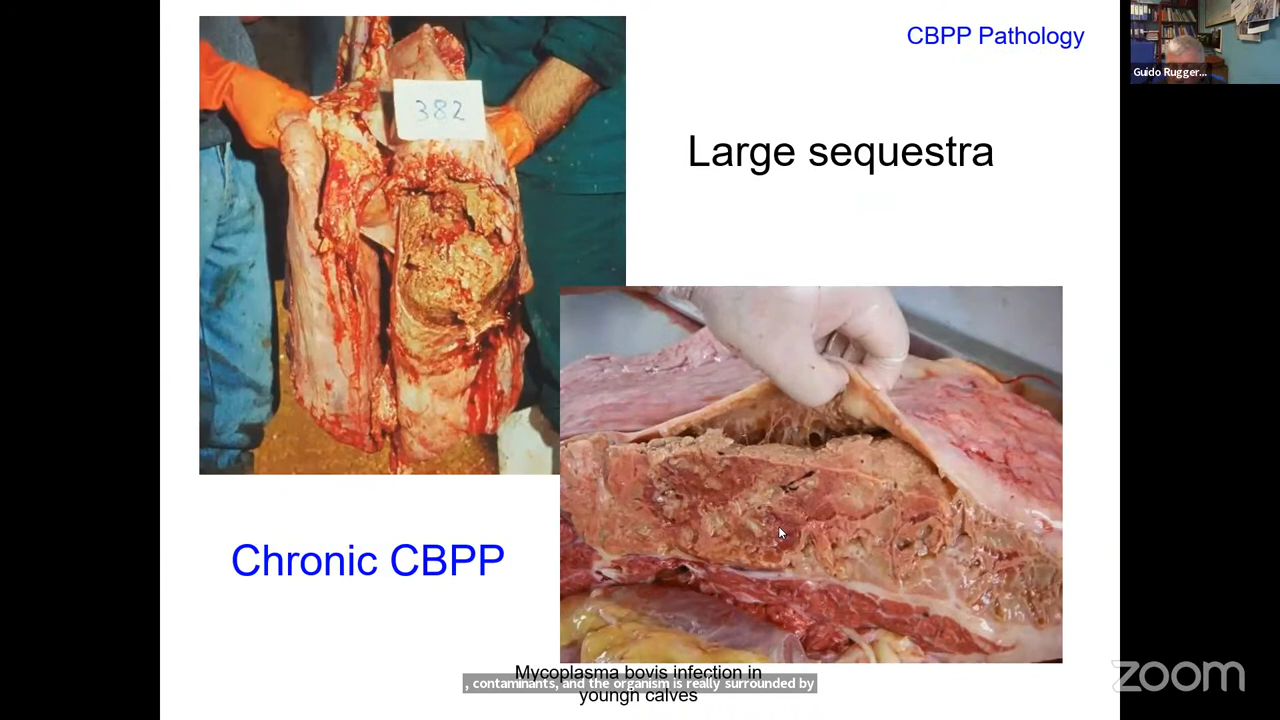 CBPP Pathology
Guido Rugger...
382
Large sequestra
Chronic CBPP
Mycoplasma bovis infection in
, contaminants, and the organism is really surrounded by
youngh calves
zoom